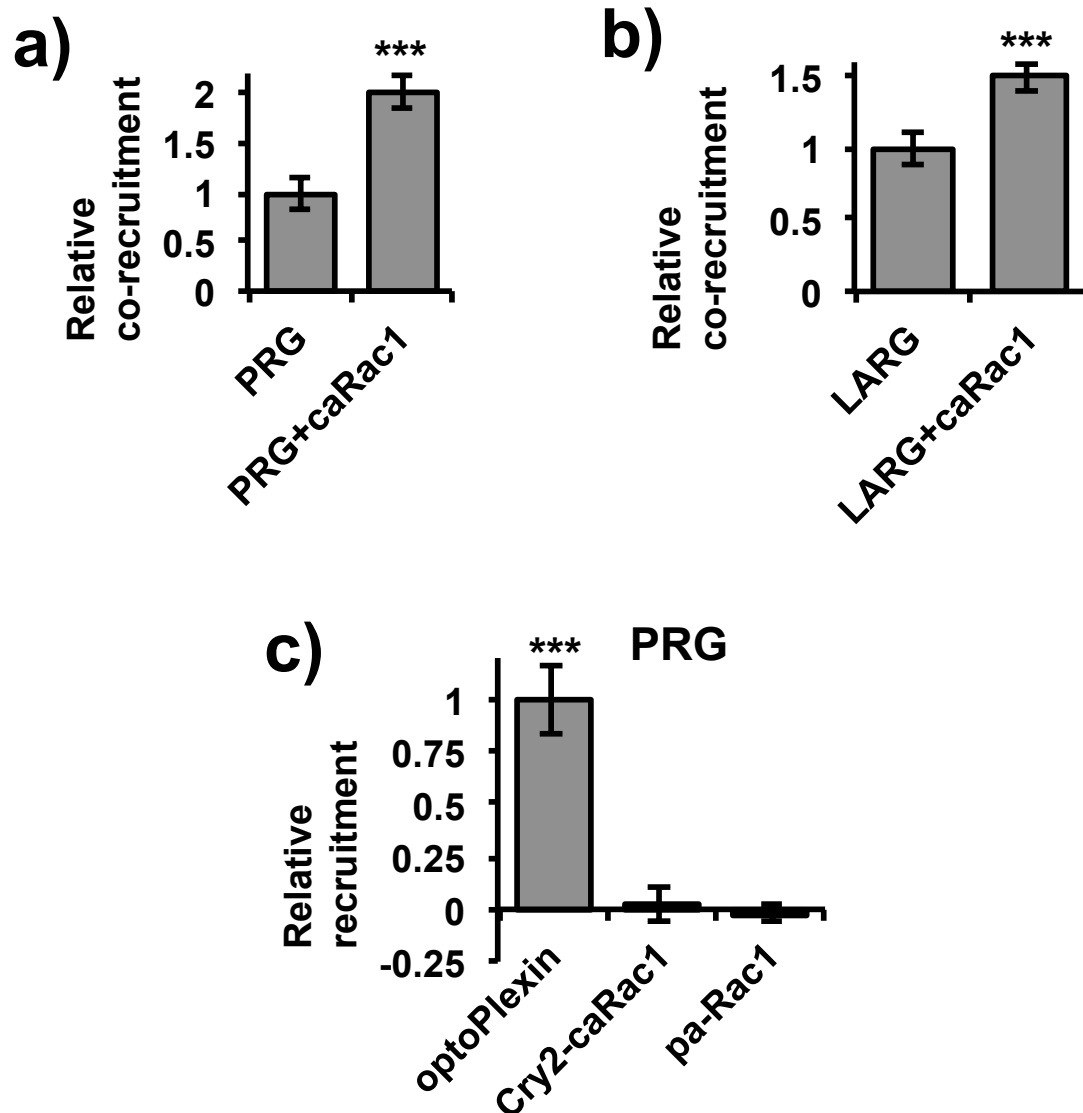 a)
***
Relative
co-recruitment
2
1.5
1
0.5
0
PRG
PRG+caRac1
b)
***
Relative
co-recruitment
1.5
1
0.5
0
LARG
LARG+caRac1
c)
***
PRG
Relative
recruitment
1
0.75
0.5
0.25
0
-0.25
optoPlexin
Cry2-caRac1
pa-Rac1